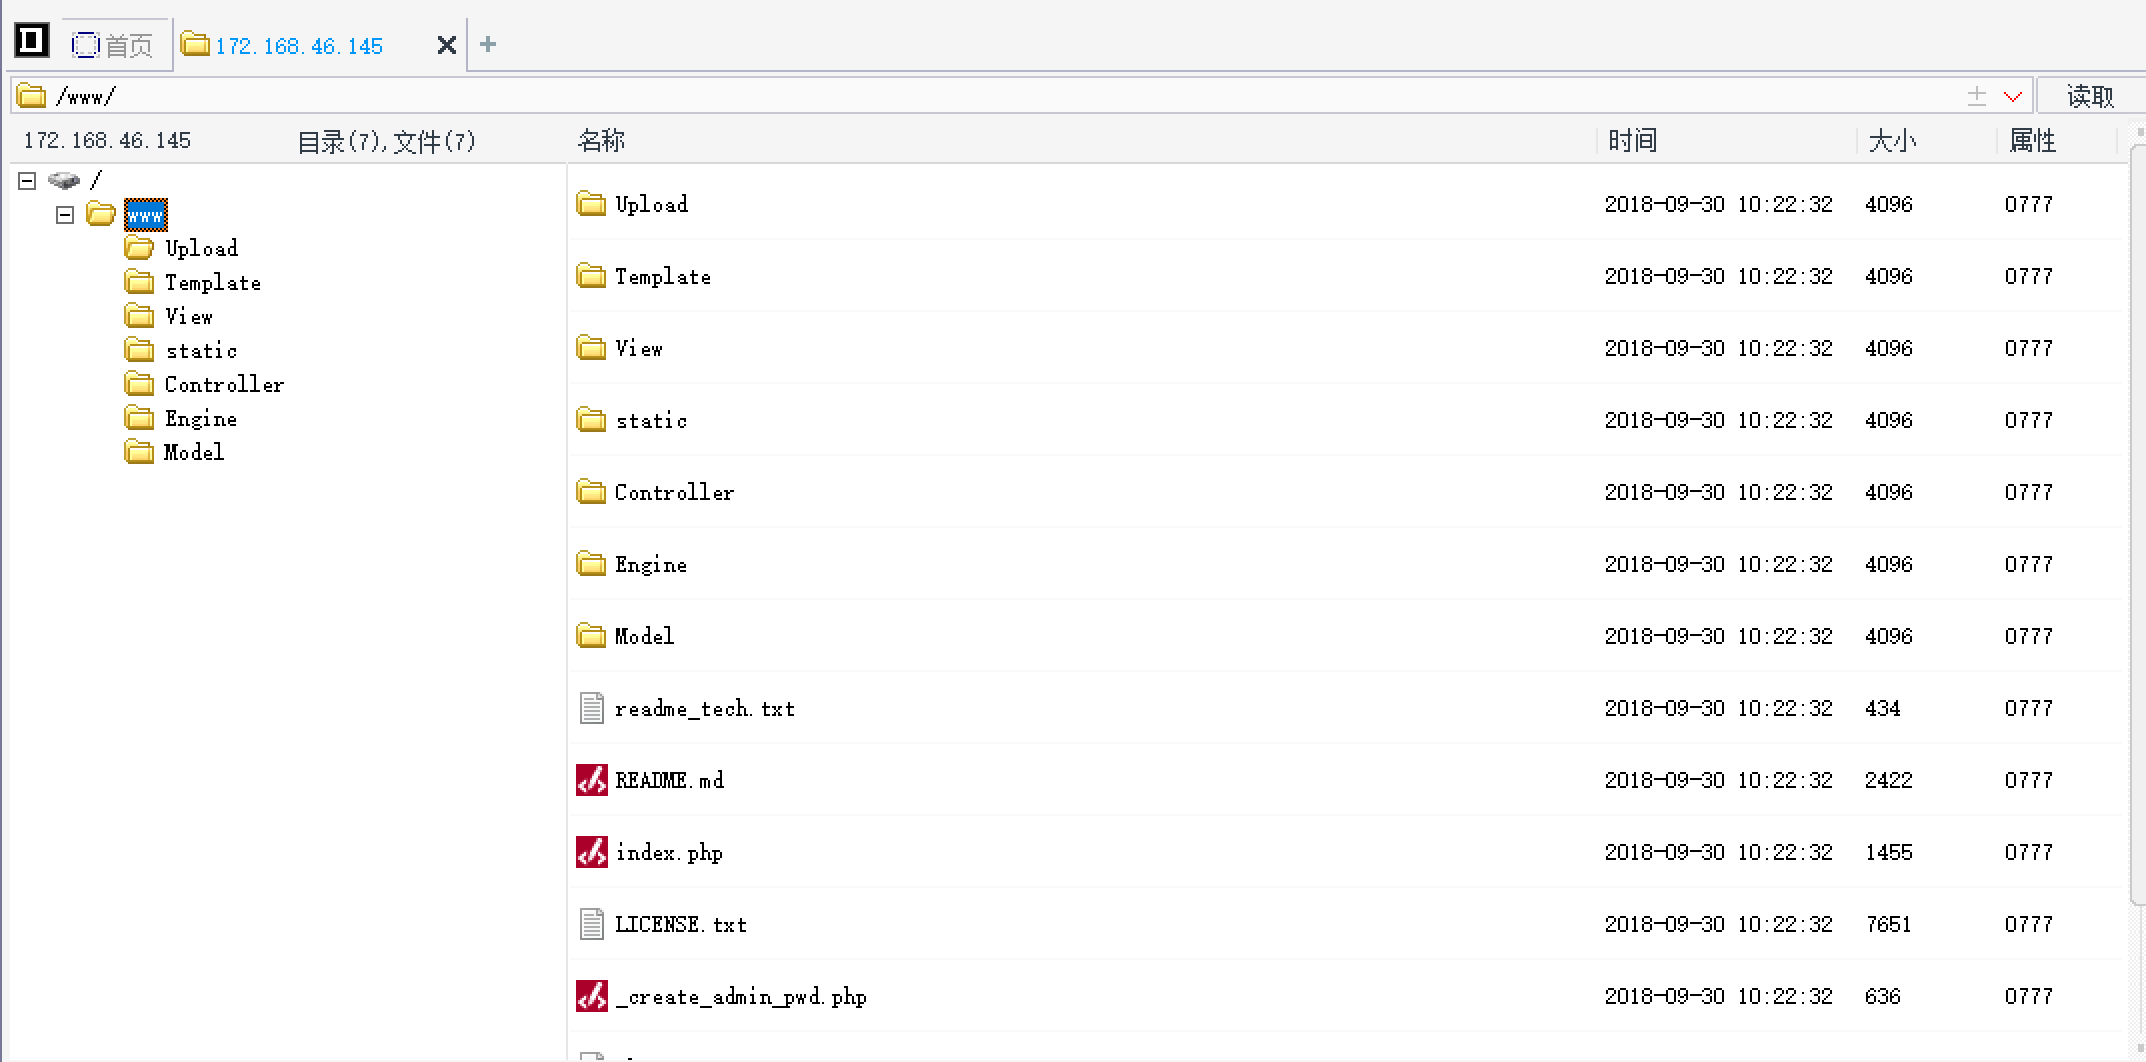 首页 172.168.46.145
/www/ 读取
172.168.46.145 目录(7),文件(7) 名称 时间 大小 属性
/
www
Upload
Template
View
static
Controller
Engine
Model
Upload 2018-09-30 10:22:32 4096 0777
Template 2018-09-30 10:22:32 4096 0777
View 2018-09-30 10:22:32 4096 0777
static 2018-09-30 10:22:32 4096 0777
Controller 2018-09-30 10:22:32 4096 0777
Engine 2018-09-30 10:22:32 4096 0777
Model 2018-09-30 10:22:32 4096 0777
readme_tech.txt 2018-09-30 10:22:32 434 0777
README.md 2018-09-30 10:22:32 2422 0777
index.php 2018-09-30 10:22:32 1455 0777
LICENSE.txt 2018-09-30 10:22:32 7651 0777
_create_admin_pwd.php 2018-09-30 10:22:32 636 0777